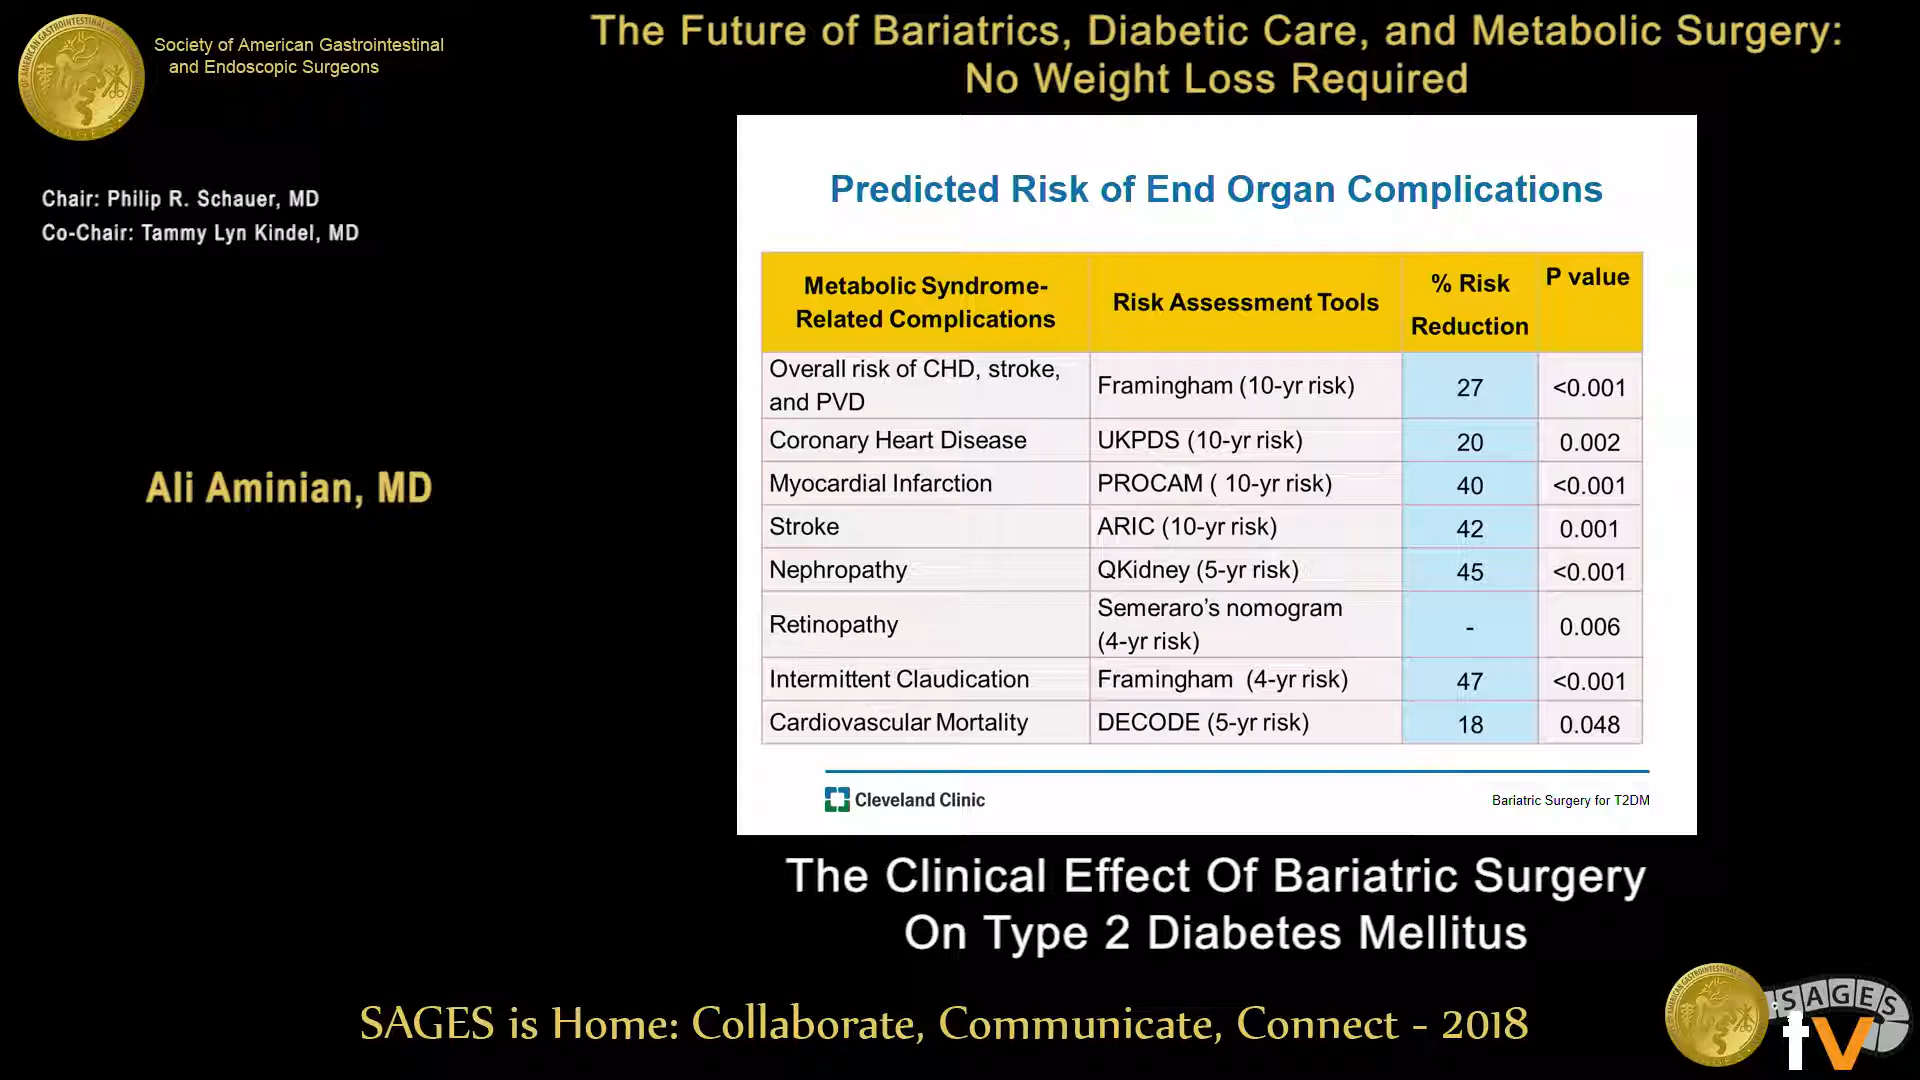 Society of American Gastrointestinal
and Endoscopic Surgeons
The Future of Bariatrics, Diabetic Care, and Metabolic Surgery:
No Weight Loss Required
Chair: Philip R. Schauer, MD
Co-Chair: Tammy Lyn Kindel, MD
Ali Aminian, MD
Predicted Risk of End Organ Complications
Metabolic Syndrome-
Related Complications
Risk Assessment Tools
% Risk
Reduction
P value
Overall risk of CHD, stroke,
and PVD
Framingham (10-yr risk)
27
<0.001
Coronary Heart Disease
UKPDS (10-yr risk)
20
0.002
Myocardial Infarction
PROCAM ( 10-yr risk)
40
<0.001
Stroke
ARIC (10-yr risk)
42
0.001
Nephropathy
QKidney (5-yr risk)
45
<0.001
Retinopathy
Semeraro’s nomogram
(4-yr risk)
-
0.006
Intermittent Claudication
Framingham (4-yr risk)
47
<0.001
Cardiovascular Mortality
DECODE (5-yr risk)
18
0.048
Cleveland Clinic
Bariatric Surgery for T2DM
The Clinical Effect Of Bariatric Surgery
On Type 2 Diabetes Mellitus
SAGES is Home: Collaborate, Communicate, Connect - 2018
SAGES
tv